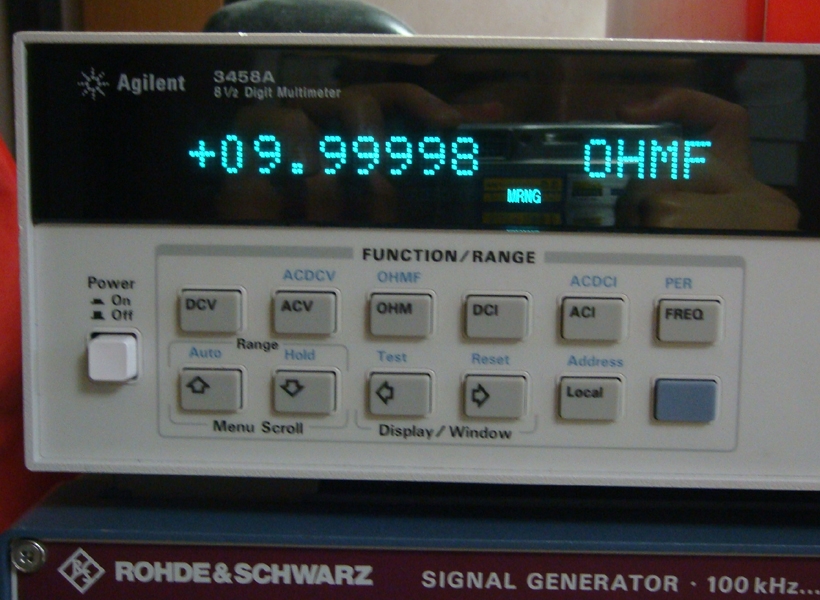 Agilent 3458A
8½ Digit Multimeter
+09.99998 OHMF
MRNG
FUNCTION/RANGE
ACDCV OHMF ACDCI PER
Power
On
Off
DCV ACV OHM DCI ACI FREQ
Range
Auto Hold Test Reset Address
Local
Menu Scroll Display/Window
ROHDE&SCHWARZ SIGNAL GENERATOR · 100 kHz...